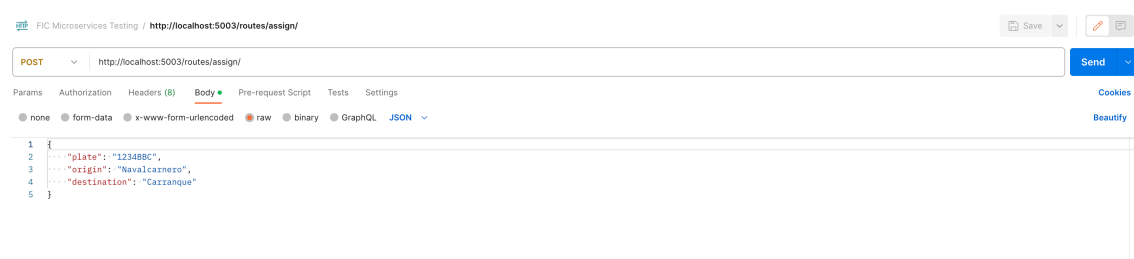 HTTP FIC Microservices Testing / http://localhost:5003/routes/assign/ Save
POST http://localhost:5003/routes/assign/ Send
Params Authorization Headers (8) Body Pre-request Script Tests Settings Cookies
none form-data x-www-form-urlencoded raw binary GraphQL JSON Beautify
1 {
2 "plate": "1234BBC",
3 "origin": "Navalcarnero",
4 "destination": "Carranque"
5 }